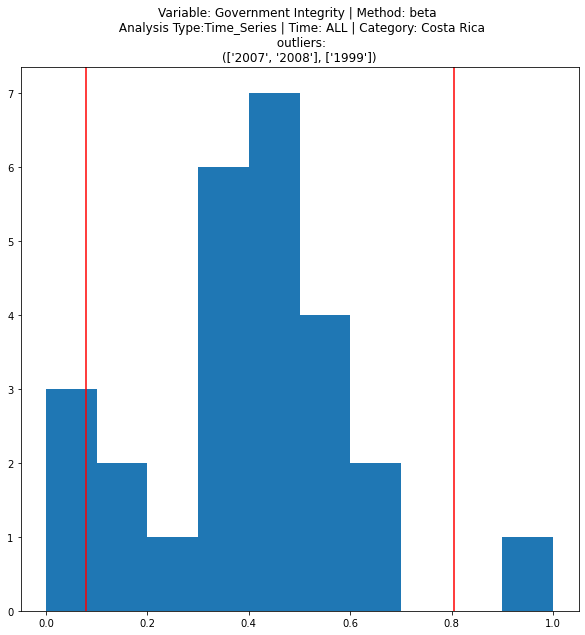 Variable: Government Integrity | Method: beta
Analysis Type:Time_Series | Time: ALL | Category: Costa Rica
outliers:
(['2007', '2008'], ['1999'])
7
6
5
4
3
2
1
0
0.0 0.2 0.4 0.6 0.8 1.0